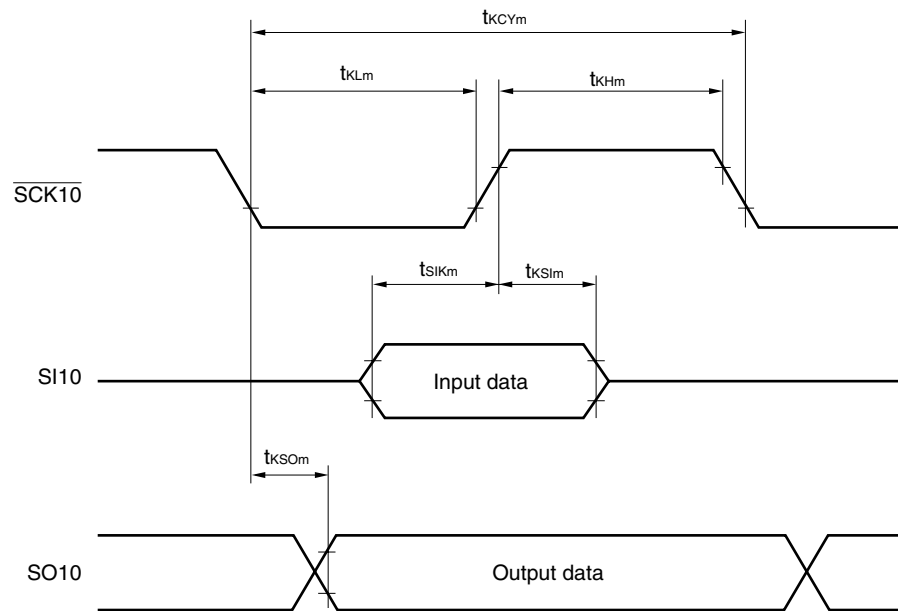 tKCYm
tKLm
tKHm
SCK10
tSIKm
tKSIm
SI10
Input data
tKSOm
SO10
Output data